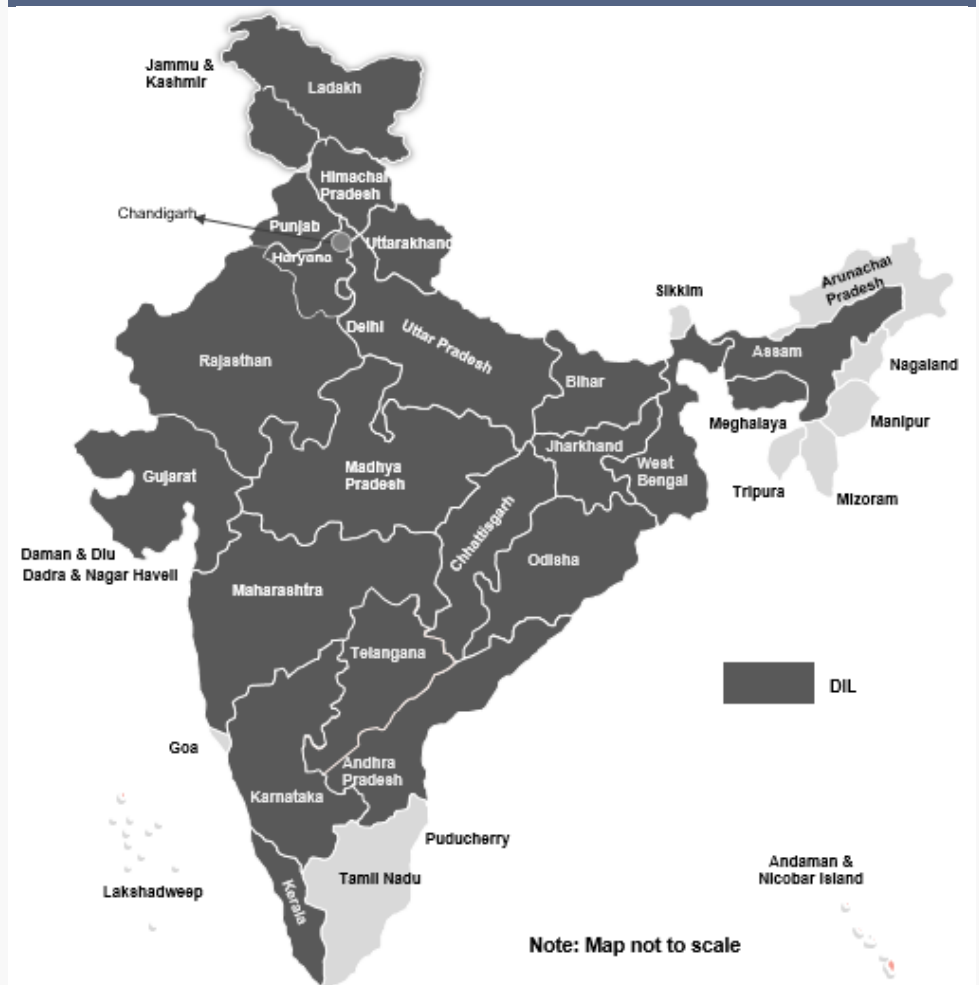 Jammu &
Kashmir
Ladakh
Himachal
Pradesh
Chandigarh
Punjab
Uttarakhand
Haryana
Arunachal
Pradesh
Sikkim
Delhi
Uttar Pradesh
Assam
Rajasthan
Nagaland
Bihar
Meghalaya
Manipur
Jharkhand
Madhya
Pradesh
West
Bengal
Gujarat
Tripura
Mizoram
Chhattisgarh
Daman & Diu
Dadra & Nagar Haveli
Odisha
Maharashtra
Telangana
DIL
Goa
Andhra
Pradesh
Karnataka
Puducherry
Andaman &
Nicobar Island
Tamil Nadu
Lakshadweep
Kerala
Note: Map not to scale